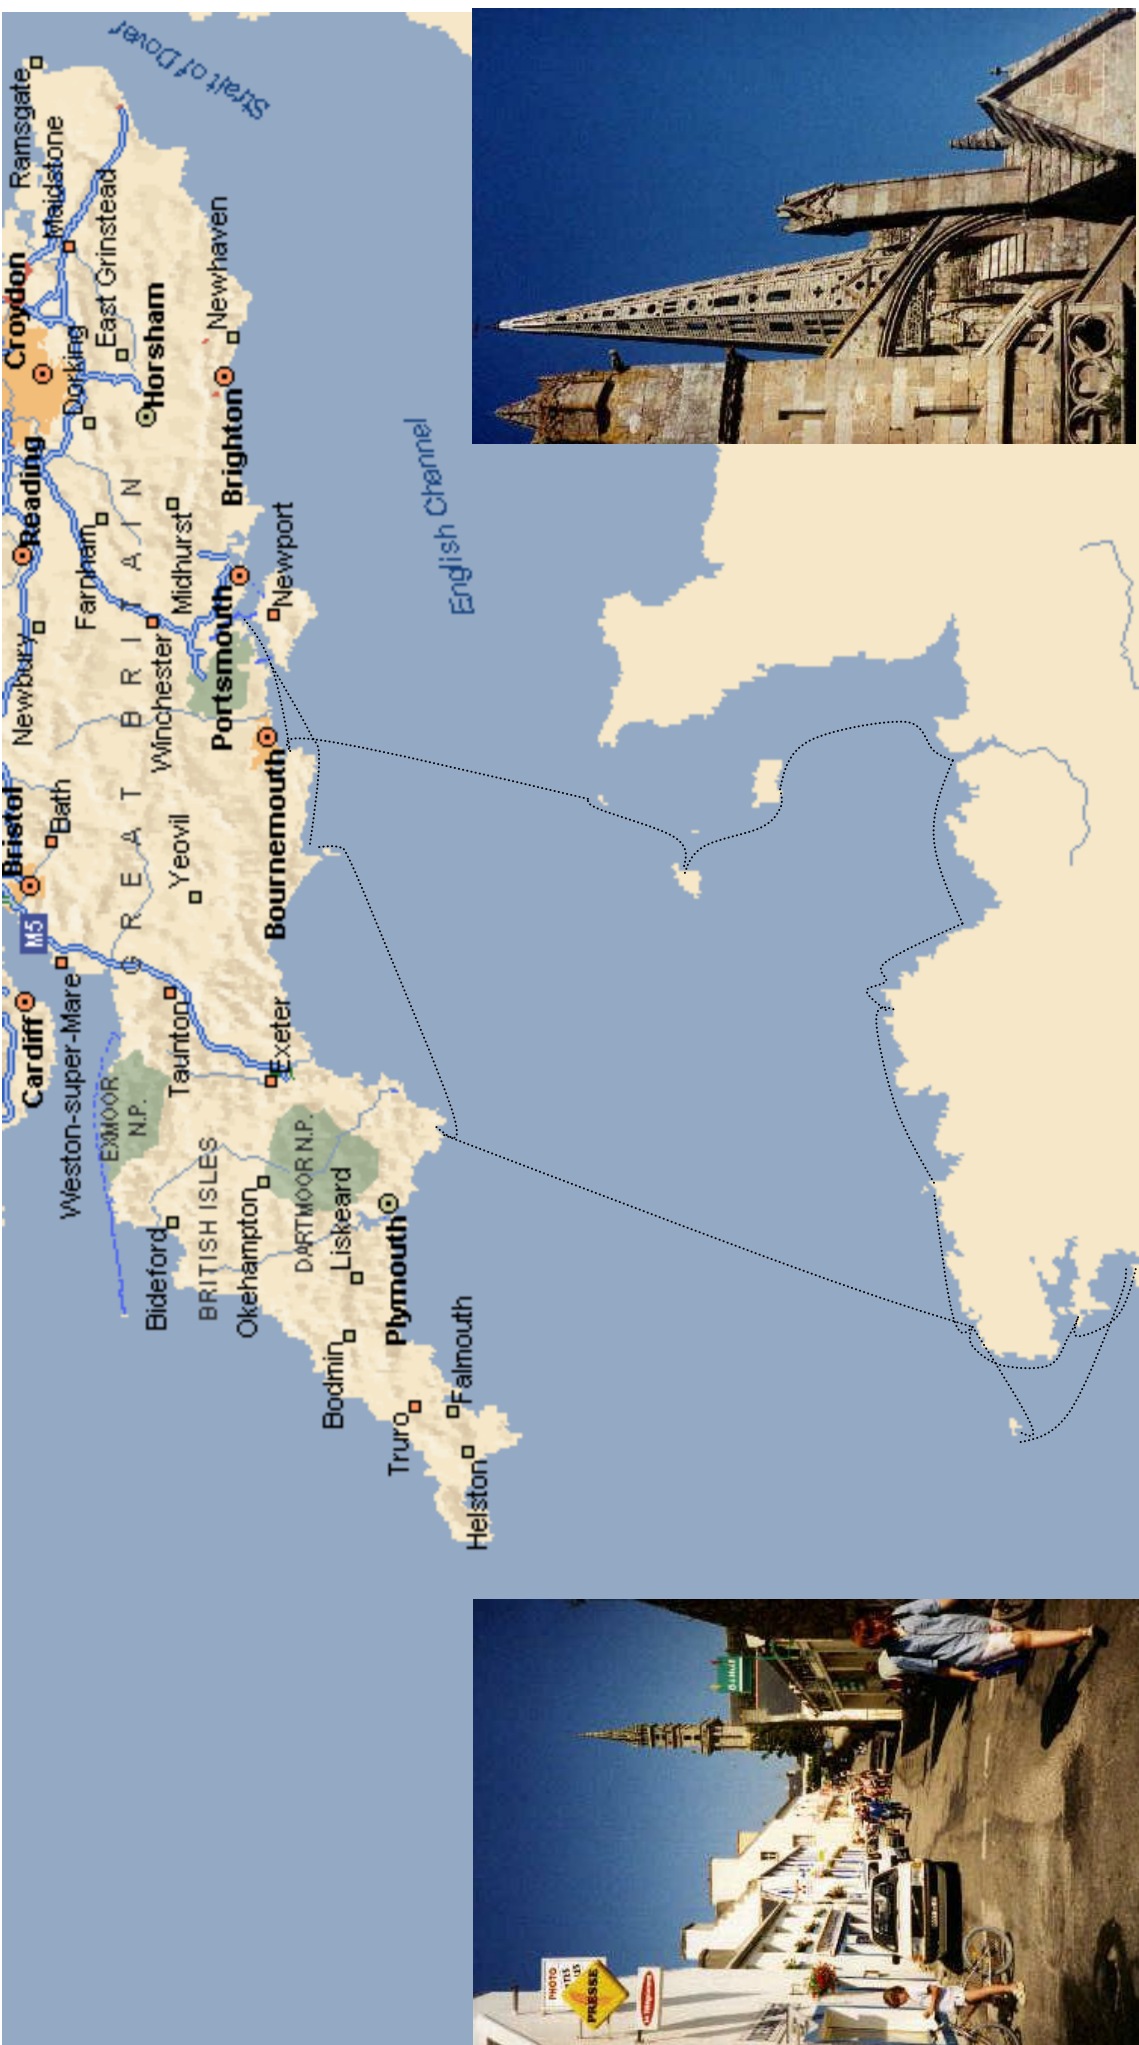 Strait of Dover
Ramsgate
Maidstone
Croydon
East Grinstead
Dorking
Horsham
Newhaven
Reading
Brighton
English Channel
Newbury
Farnham
Midhurst
Newport
GREAT BRITAIN
Winchester
Portsmouth
Bristol
Bath
Yeovil
Bournemouth
M5
Cardiff
Weston-super-Mare
Taunton
Exeter
EXMOOR
N.P.
BRITISH ISLES
DARTMOOR N.P.
Bideford
Okehampton
Liskeard
Plymouth
Bodmin
Truro
Falmouth
Helston
PHOTO
PRESSE